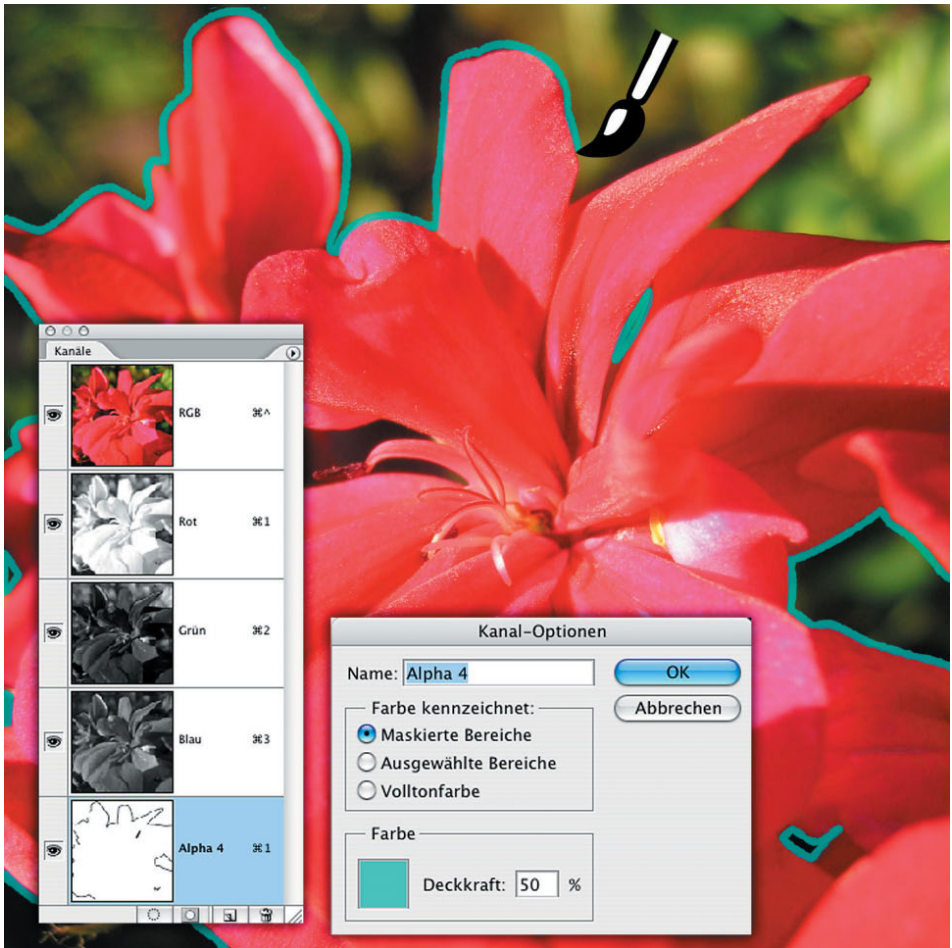 Kanäle
RGB ⌘^
Rot ⌘1
Grün ⌘2
Blau ⌘3
Alpha 4 ⌘1
Kanal-Optionen
Name: Alpha 4
OK
Abbrechen
Farbe kennzeichnet:
Maskierte Bereiche
Ausgewählte Bereiche
Volltonfarbe
Farbe
Deckkraft: 50 %